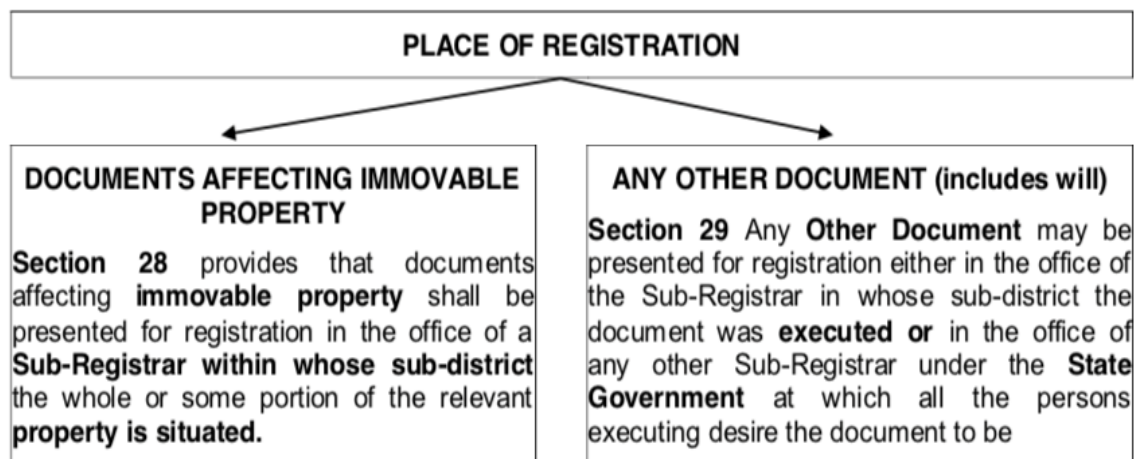 PLACE OF REGISTRATION
DOCUMENTS AFFECTING IMMOVABLE
PROPERTY
Section 28 provides that documents
affecting immovable property shall be
presented for registration in the office of a
Sub-Registrar within whose sub-district
the whole or some portion of the relevant
property is situated.
ANY OTHER DOCUMENT (includes will)
Section 29 Any Other Document may be
presented for registration either in the office of
the Sub-Registrar in whose sub-district the
document was executed or in the office of
any other Sub-Registrar under the State
Government at which all the persons
executing desire the document to be